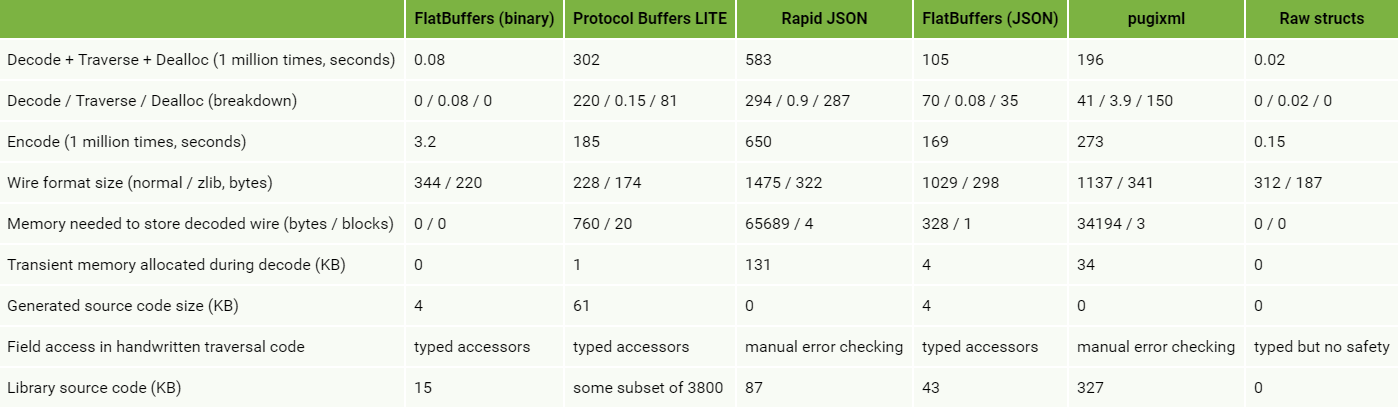 FlatBuffers (binary) Protocol Buffers LITE Rapid JSON FlatBuffers (JSON) pugixml Raw structs
Decode + Traverse + Dealloc (1 million times, seconds) 0.08 302 583 105 196 0.02
Decode / Traverse / Dealloc (breakdown) 0 / 0.08 / 0 220 / 0.15 / 81 294 / 0.9 / 287 70 / 0.08 / 35 41 / 3.9 / 150 0 / 0.02 / 0
Encode (1 million times, seconds) 3.2 185 650 169 273 0.15
Wire format size (normal / zlib, bytes) 344 / 220 228 / 174 1475 / 322 1029 / 298 1137 / 341 312 / 187
Memory needed to store decoded wire (bytes / blocks) 0 / 0 760 / 20 65689 / 4 328 / 1 34194 / 3 0 / 0
Transient memory allocated during decode (KB) 0 1 131 4 34 0
Generated source code size (KB) 4 61 0 4 0 0
Field access in handwritten traversal code typed accessors typed accessors manual error checking typed accessors manual error checking typed but no safety
Library source code (KB) 15 some subset of 3800 87 43 327 0